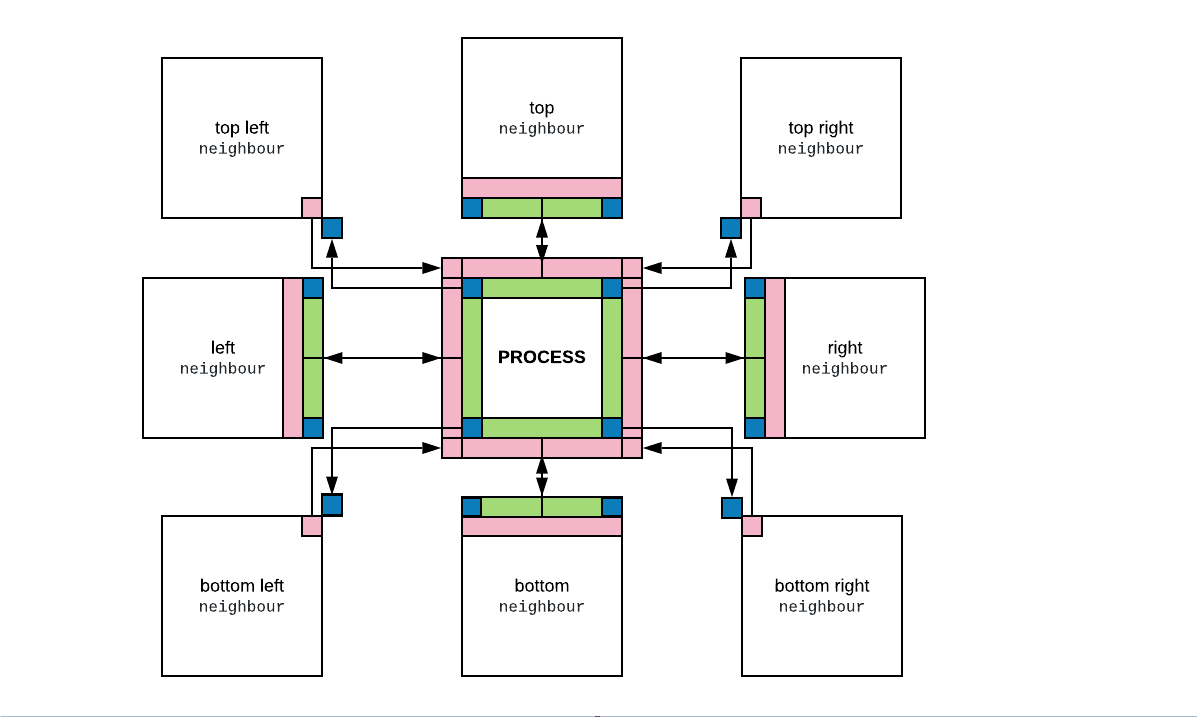 top left
neighbour
top
neighbour
top right
neighbour
left
neighbour
PROCESS
right
neighbour
bottom left
neighbour
bottom
neighbour
bottom right
neighbour